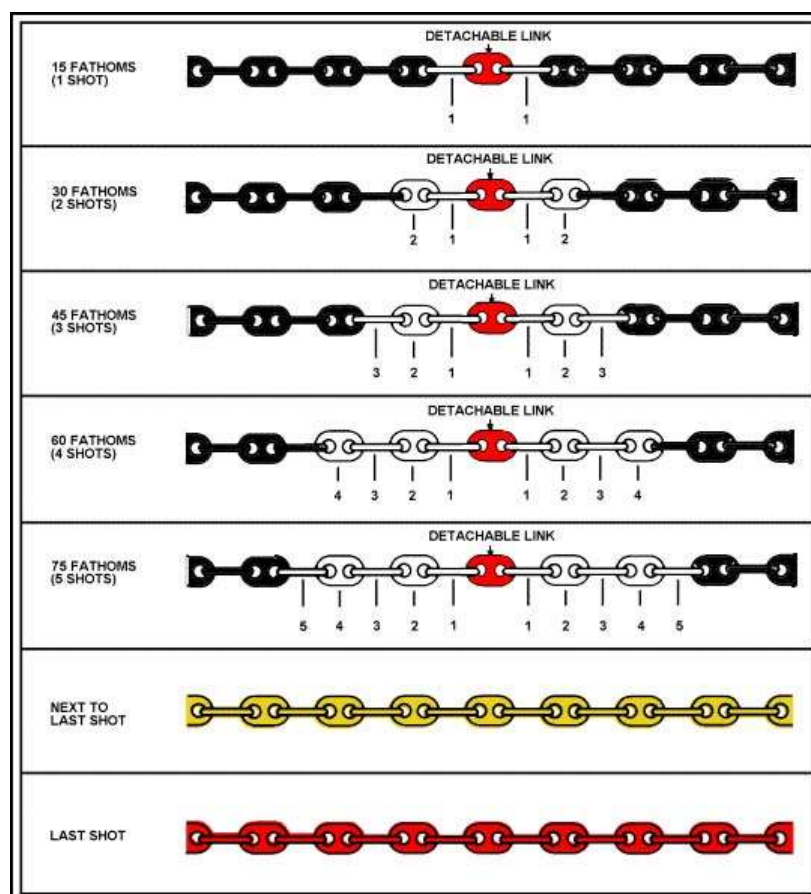 DETACHABLE LINK
15 FATHOMS
(1 SHOT)
1 1
DETACHABLE LINK
30 FATHOMS
(2 SHOTS)
2 1 1 2
DETACHABLE LINK
45 FATHOMS
(3 SHOTS)
3 2 1 1 2 3
DETACHABLE LINK
60 FATHOMS
(4 SHOTS)
4 3 2 1 1 2 3 4
DETACHABLE LINK
75 FATHOMS
(5 SHOTS)
5 4 3 2 1 1 2 3 4 5
NEXT TO
LAST SHOT
LAST SHOT